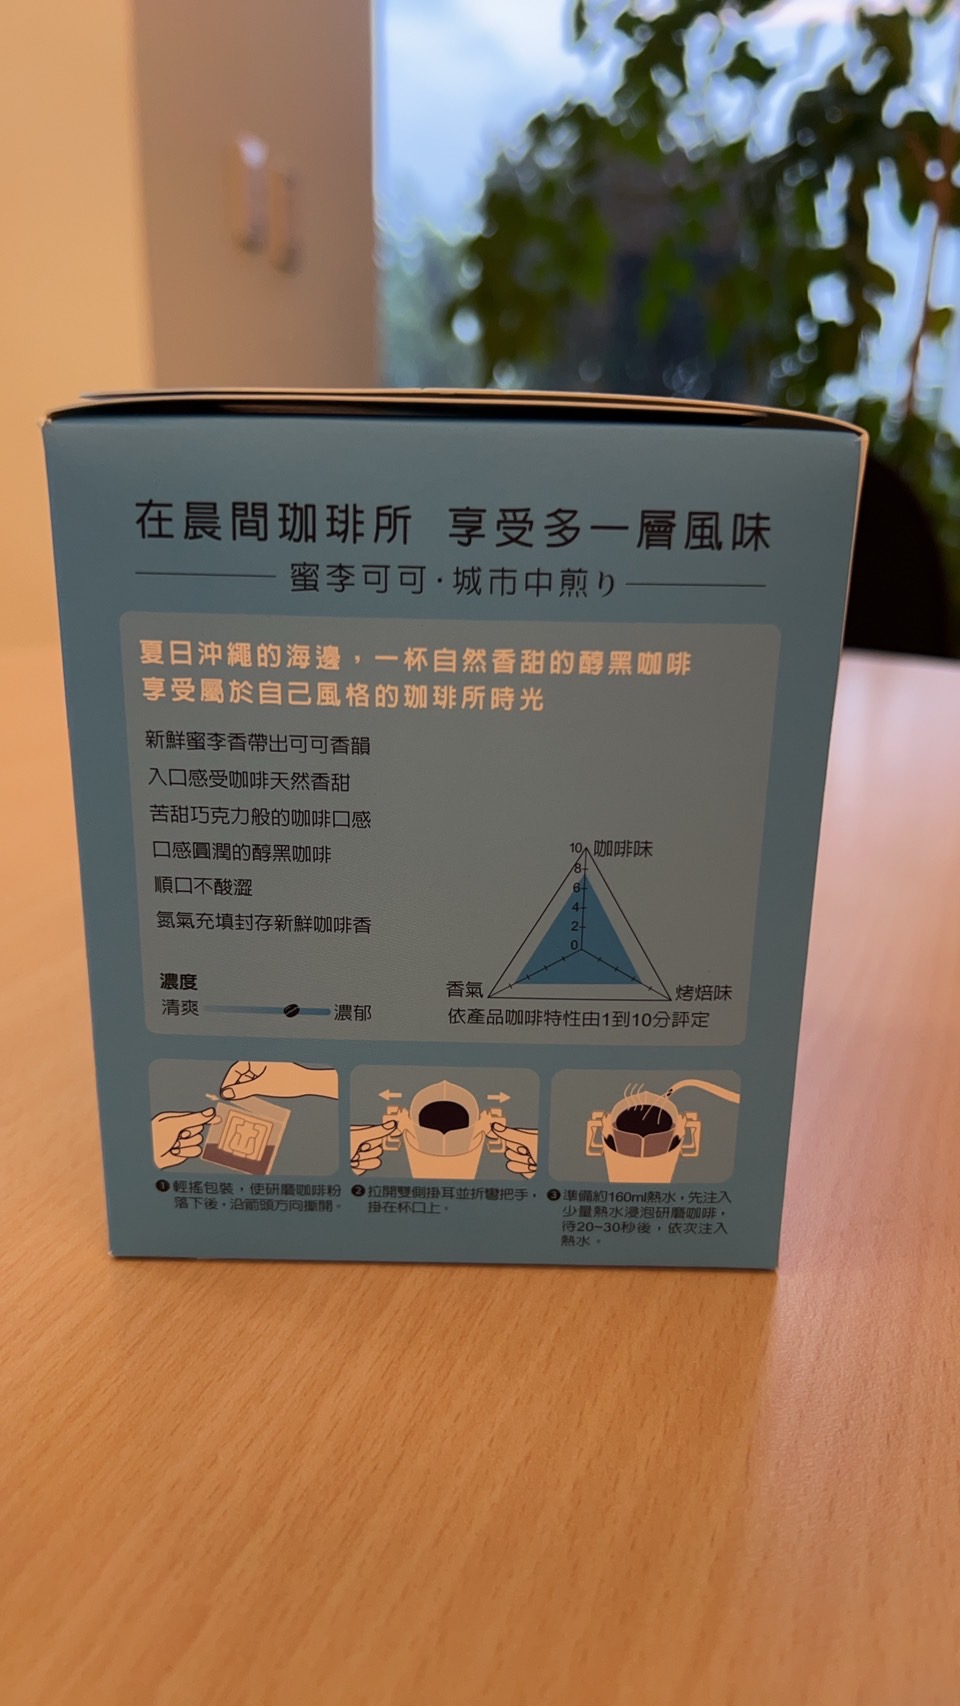 在晨間珈琲所 享受多一層風味
蜜李可可·城市中煎り
夏日沖繩的海邊，一杯自然香甜的醇黑咖啡
享受屬於自己風格的珈琲所時光
新鮮蜜李香帶出可可香韻
入口感受咖啡天然香甜
苦甜巧克力般的咖啡口感
口感圓潤的醇黑咖啡
順口不酸澀
氮氣充填封存新鮮咖啡香
濃度
清爽 濃郁
咖啡味
10
8
6
4
2
0
香氣 烤焙味
依產品咖啡特性由1到10分評定
❶輕搖包裝，使研磨咖啡粉
落下後，沿箭頭方向撕開。
❷拉開雙側掛耳並折彎把手，
掛在杯口上。
❸準備約160ml熱水，先注入
少量熱水浸泡研磨咖啡，
待20~30秒後，依次注入
熱水。